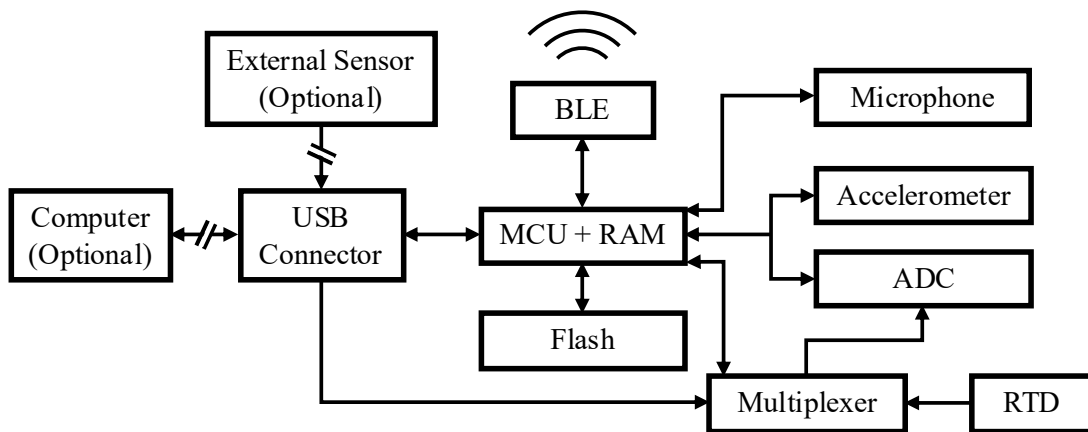 External Sensor
(Optional)
BLE
Microphone
Computer
(Optional)
USB
Connector
MCU + RAM
Accelerometer
ADC
Flash
Multiplexer
RTD